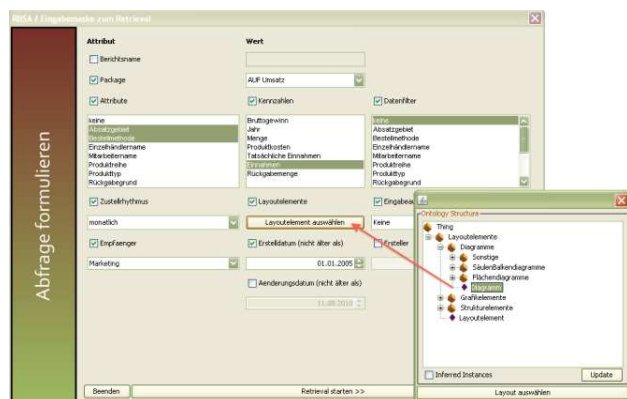 RHSA / Eingabemaske zum Retrieval
Abfrage formulieren
Attribut
Wert
Berichtsname
Package
AUF Umsatz
Attribute
Kennzahlen
Datenfilter
keine
Absatzgebiet
Bestellmethode
Einzelhändlername
Mitarbeitername
Produktreihe
Produkttyp
Rückgabegrund
Bruttogewinn
Jahr
Menge
Produktkosten
Tatsächliche Einnahmen
Einnahmen
Rückgabemenge
keine
Absatzgebiet
Bestellmethode
Einzelhändlername
Mitarbeitername
Produktreihe
Produkttyp
Rückgabegrund
Zustellrhythmus
Layoutelemente
Eingabeau
monatlich
Layoutelement auswählen
Keine
Empfaenger
Erstelldatum (nicht älter als)
Ersteller
Marketing
01.01.2005
Aenderungsdatum (nicht älter als)
11.08.2010
Beenden
Retrieval starten >>
Ontology Structure
Thing
Layoutelemente
Diagramme
Sonstige
SäulenBalkendiagramme
Flächendiagramme
Diagramm
Grafikelemente
Strukturelemente
Layoutelement
Inferred Instances
Update
Layout auswählen